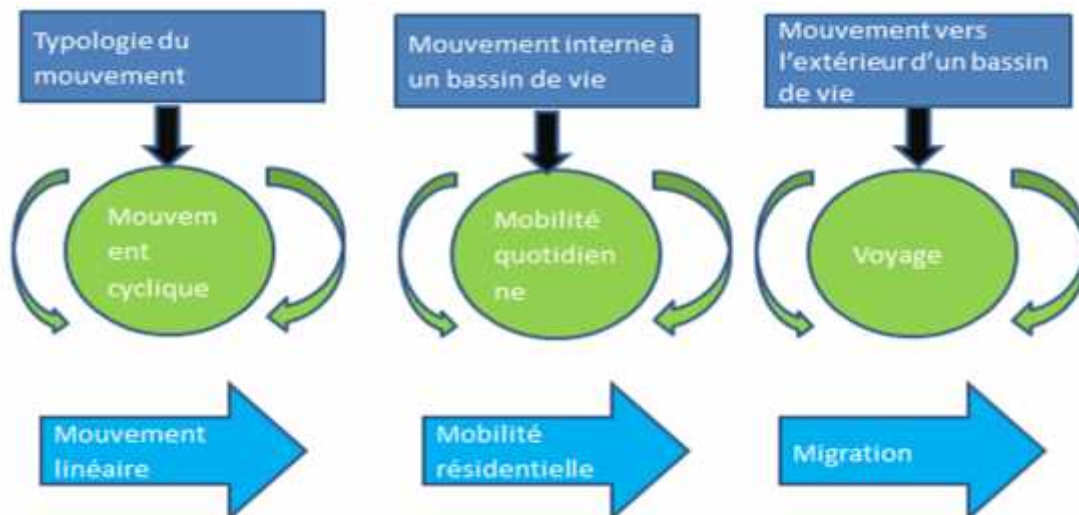 Typologie du
mouvement
Mouvement interne à
un bassin de vie
Mouvement vers
l'extérieur d'un bassin
de vie
Mouvem
ent
cyclique
Mobilité
quotidien
ne
Voyage
Mouvement
linéaire
Mobilité
résidentielle
Migration